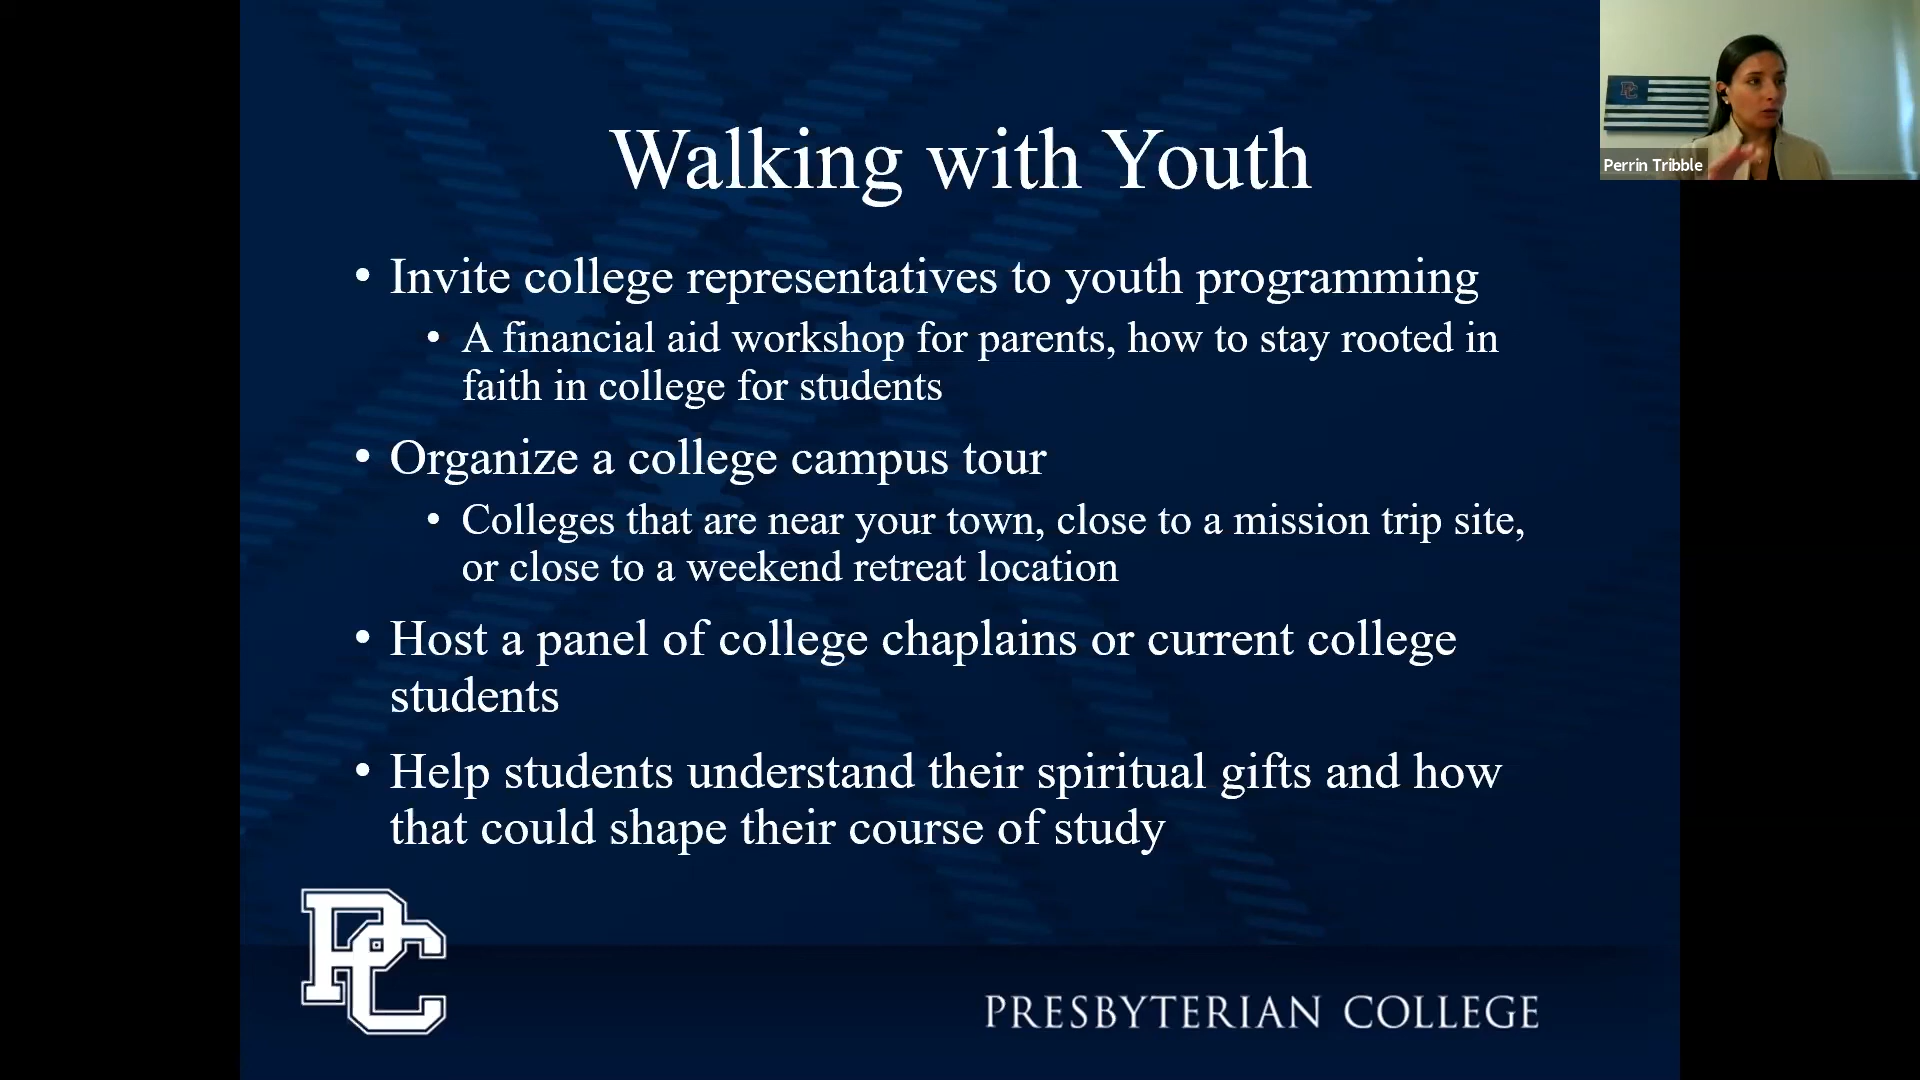 Walking with Youth
• Invite college representatives to youth programming
• A financial aid workshop for parents, how to stay rooted in
faith in college for students
• Organize a college campus tour
• Colleges that are near your town, close to a mission trip site,
or close to a weekend retreat location
• Host a panel of college chaplains or current college
students
• Help students understand their spiritual gifts and how
that could shape their course of study
PC
PRESBYTERIAN COLLEGE
PC
Perrin Tribble